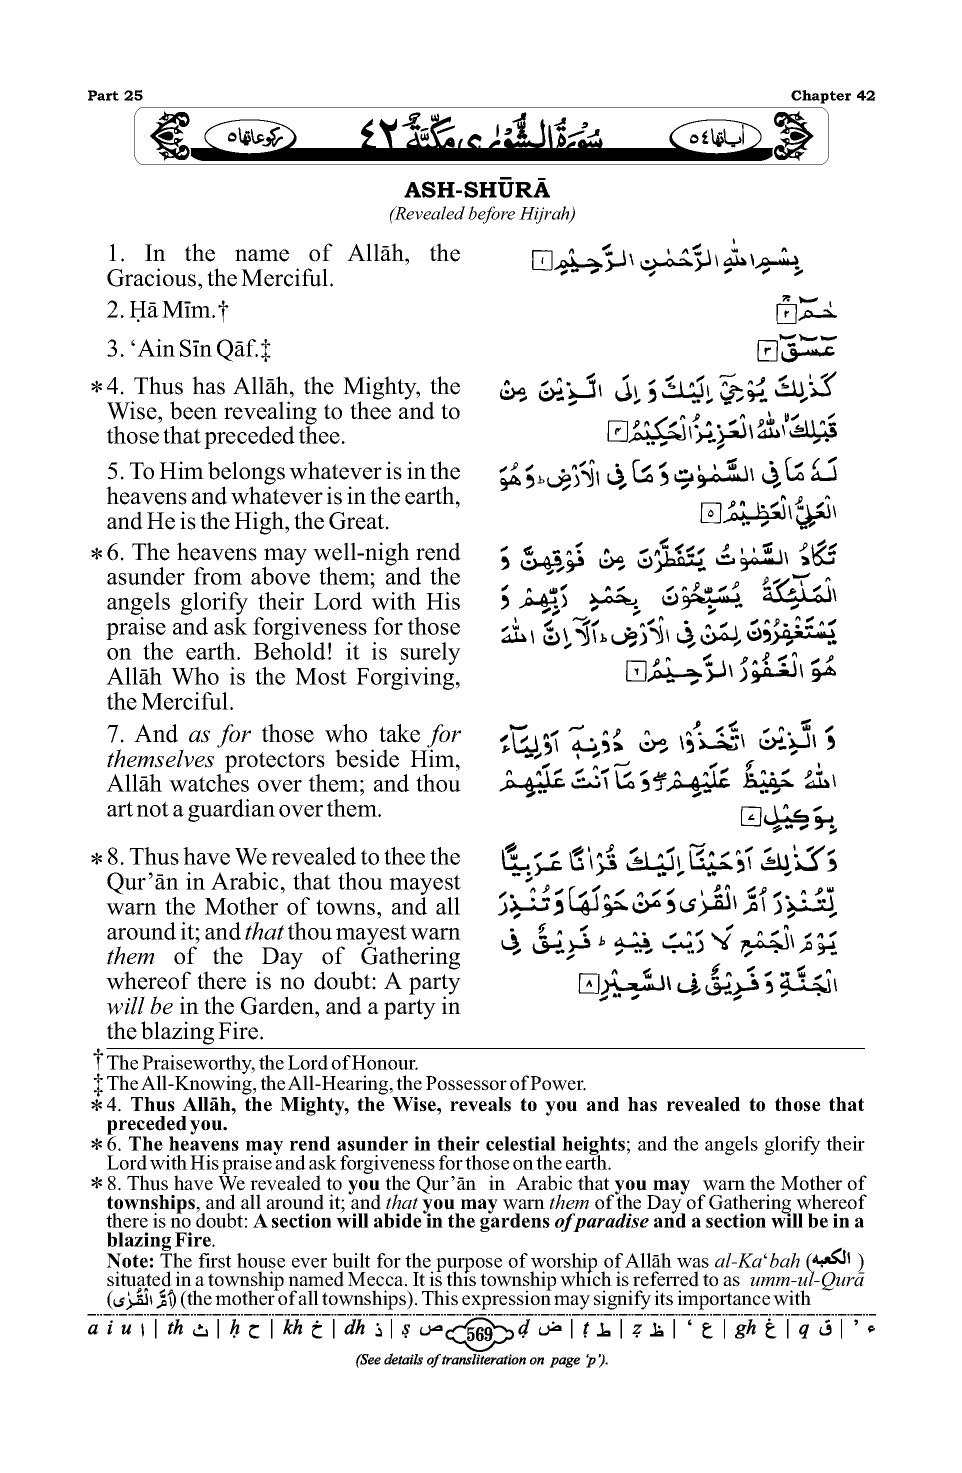 Part 25
Chapter 42
رکوعاتها ٥
سُوْرَةُ الشُّوْرٰی مَکِّیَّةٌ ٤٢
اٰیاتها ٥٤
ASH-SHŪRĀ
(Revealed before Hijrah)
1. In the name of Allāh, the
Gracious, the Merciful.
2. Ḥā Mīm.†
3. ‘Ain Sīn Qāf.‡
*4. Thus has Allāh, the Mighty, the
Wise, been revealing to thee and to
those that preceded thee.
5. To Him belongs whatever is in the
heavens and whatever is in the earth,
and He is the High, the Great.
*6. The heavens may well-nigh rend
asunder from above them; and the
angels glorify their Lord with His
praise and ask forgiveness for those
on the earth. Behold! it is surely
Allāh Who is the Most Forgiving,
the Merciful.
7. And as for those who take for
themselves protectors beside Him,
Allāh watches over them; and thou
art not a guardian over them.
*8. Thus have We revealed to thee the
Qur’ān in Arabic, that thou mayest
warn the Mother of towns, and all
around it; and that thou mayest warn
them of the Day of Gathering
whereof there is no doubt: A party
will be in the Garden, and a party in
the blazing Fire.
بِسْمِ اللّٰهِ الرَّحْمٰنِ الرَّحِیْمِ ١
حٰمٓ ۚ ٢
عٓسٓقٓ ٣
کَذٰلِكَ یُوْحِیْۤ اِلَیْكَ وَ اِلَی الَّذِیْنَ مِنْ
قَبْلِكَ ۙ اللّٰهُ الْعَزِیْزُ الْحَکِیْمُ ٤
لَهٗ مَا فِی السَّمٰوٰتِ وَ مَا فِی الْاَرْضِ ؕ وَ هُوَ
الْعَلِیُّ الْعَظِیْمُ ٥
تَکَادُ السَّمٰوٰتُ یَتَفَطَّرْنَ مِنْ فَوْقِهِنَّ وَ
الْمَلٰٓئِکَةُ یُسَبِّحُوْنَ بِحَمْدِ رَبِّهِمْ وَ
یَسْتَغْفِرُوْنَ لِمَنْ فِی الْاَرْضِ ؕ اَلَاۤ اِنَّ اللّٰهَ
هُوَ الْغَفُوْرُ الرَّحِیْمُ ٦
وَ الَّذِیْنَ اتَّخَذُوْا مِنْ دُوْنِهٖۤ اَوْلِیَآءَ
اللّٰهُ حَفِیْظٌ عَلَیْهِمْ ۖ وَ مَاۤ اَنْتَ عَلَیْهِمْ
بِوَکِیْلٍ ٧
وَ کَذٰلِكَ اَوْحَیْنَاۤ اِلَیْكَ قُرْاٰنًا عَرَبِیًّا
لِّتُنْذِرَ اُمَّ الْقُرٰی وَ مَنْ حَوْلَهَا وَ تُنْذِرَ
یَوْمَ الْجَمْعِ لَا رَیْبَ فِیْهِ ؕ فَرِیْقٌ فِی
الْجَنَّةِ وَ فَرِیْقٌ فِی السَّعِیْرِ ٨
† The Praiseworthy, the Lord of Honour.
‡ The All-Knowing, the All-Hearing, the Possessor of Power.
*4. Thus Allāh, the Mighty, the Wise, reveals to you and has revealed to those that
preceded you.
*6. The heavens may rend asunder in their celestial heights; and the angels glorify their
Lord with His praise and ask forgiveness for those on the earth.
*8. Thus have We revealed to you the Qur’ān in Arabic that you may warn the Mother of
townships, and all around it; and that you may warn them of the Day of Gathering whereof
there is no doubt: A section will abide in the gardens of paradise and a section will be in a
blazing Fire.
Note: The first house ever built for the purpose of worship of Allāh was al-Ka‘bah (الکعبه )
situated in a township named Mecca. It is this township which is referred to as umm-ul-Qurā
(اُمَّ الْقُرٰی) (the mother of all townships). This expression may signify its importance with
a i u ا | th ث | ḥ ح | kh خ | dh ذ | ṣ ص 569 ḍ ض | ṭ ط | ẓ ظ | ‘ ع | gh غ | q ق | ’ ء
(See details of transliteration on page ‘p’).